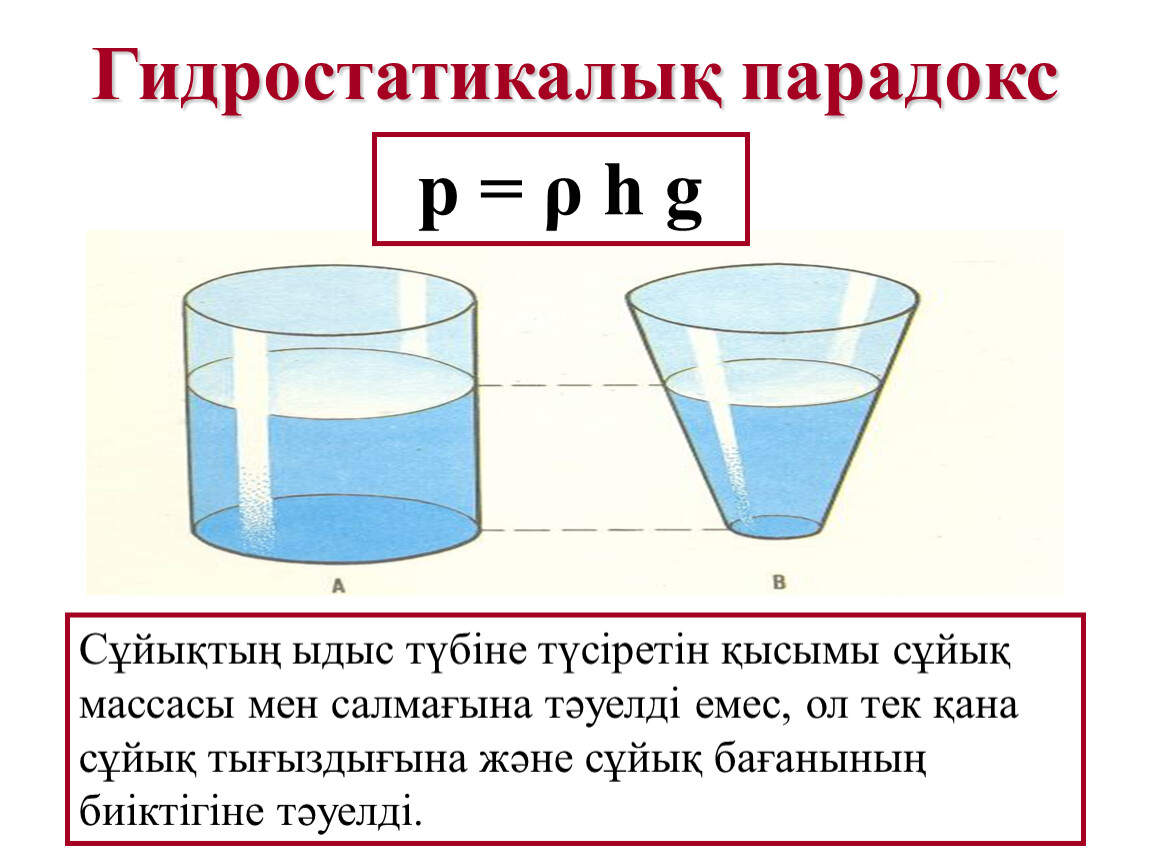 Гидростатикалық парадокс
p = ρ h g
A
B
Сұйықтың ыдыс түбіне түсіретін қысымы сұйық
массасы мен салмағына тәуелді емес, ол тек қана
сұйық тығыздығына және сұйық бағанының
биіктігіне тәуелді.